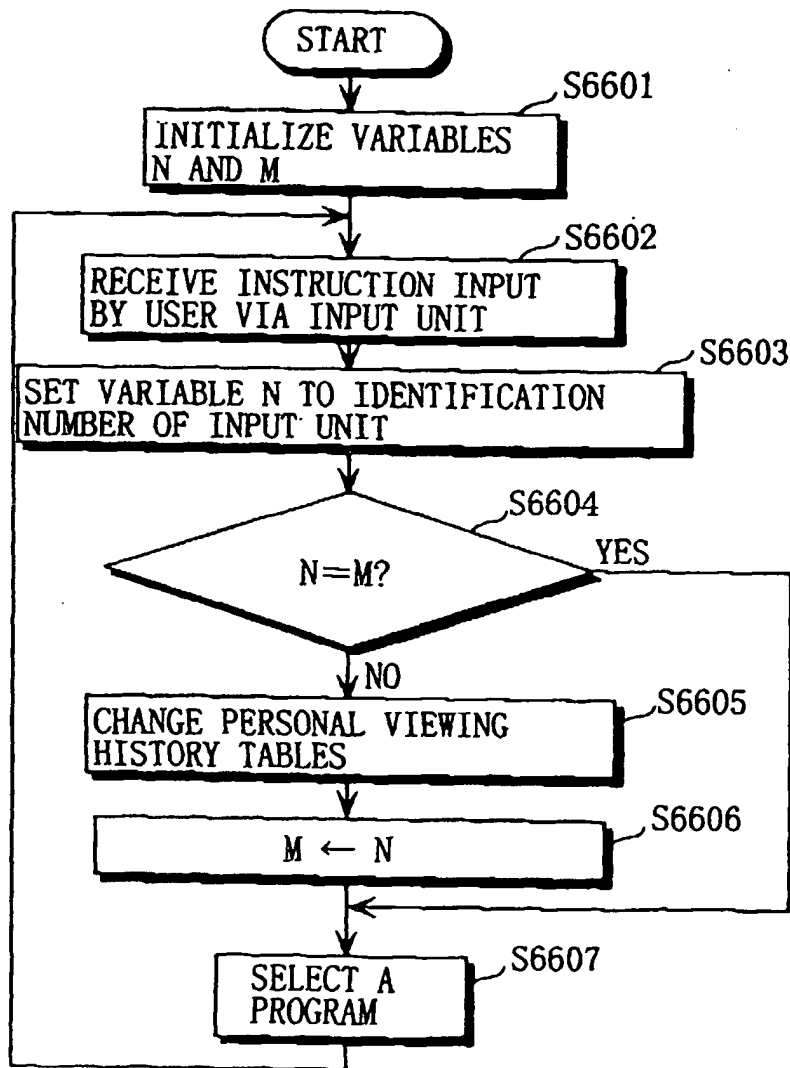 START
S6601
INITIALIZE VARIABLES
N AND M
S6602
RECEIVE INSTRUCTION INPUT
BY USER VIA INPUT UNIT
S6603
SET VARIABLE N TO IDENTIFICATION
NUMBER OF INPUT UNIT
S6604
N=M?
YES
NO
S6605
CHANGE PERSONAL VIEWING
HISTORY TABLES
S6606
M ← N
S6607
SELECT A
PROGRAM